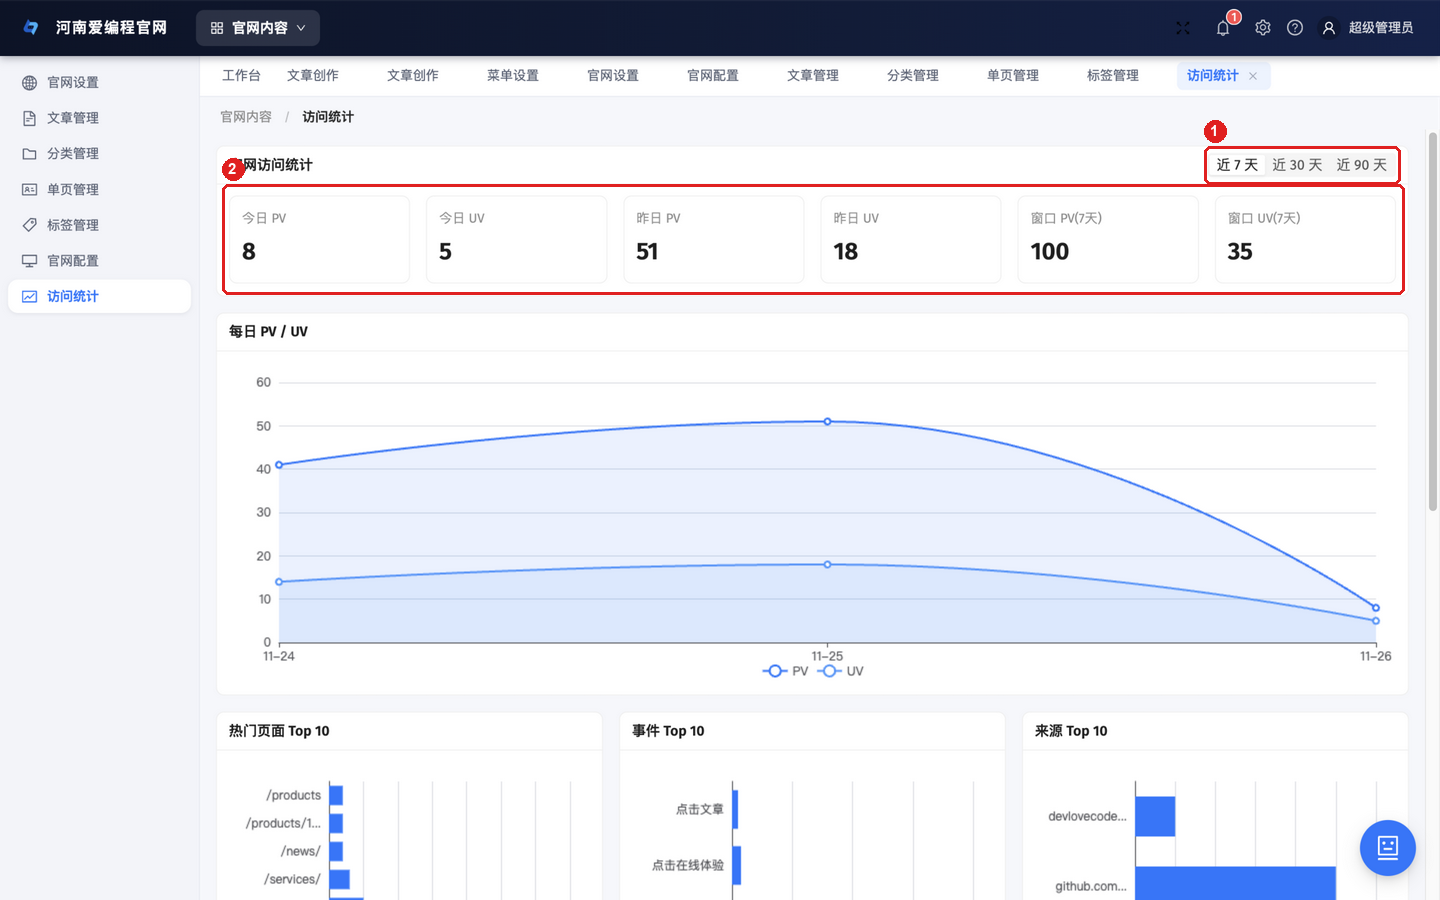 河南爱编程官网
官网内容
1
超级管理员
官网设置
文章管理
分类管理
单页管理
标签管理
官网配置
访问统计
工作台 文章创作 文章创作 菜单设置 官网设置 官网配置 文章管理 分类管理 单页管理 标签管理 访问统计
官网内容 / 访问统计
1
2
网访问统计
近 7 天 近 30 天 近 90 天
今日 PV
8
今日 UV
5
昨日 PV
51
昨日 UV
18
窗口 PV(7天)
100
窗口 UV(7天)
35
每日 PV / UV
60
50
40
30
20
10
0
11-24 11-25 11-26
PV UV
热门页面 Top 10
/products
/products/1...
/news/
/services/
事件 Top 10
点击文章
点击在线体验
来源 Top 10
devlovecode...
github.com...